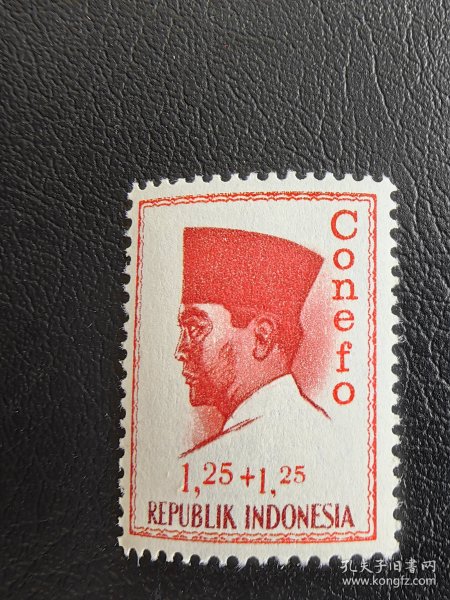 Conefo
1,25+1,25
REPUBLIK INDONESIA
孔夫子旧书网
www.kongfz.com